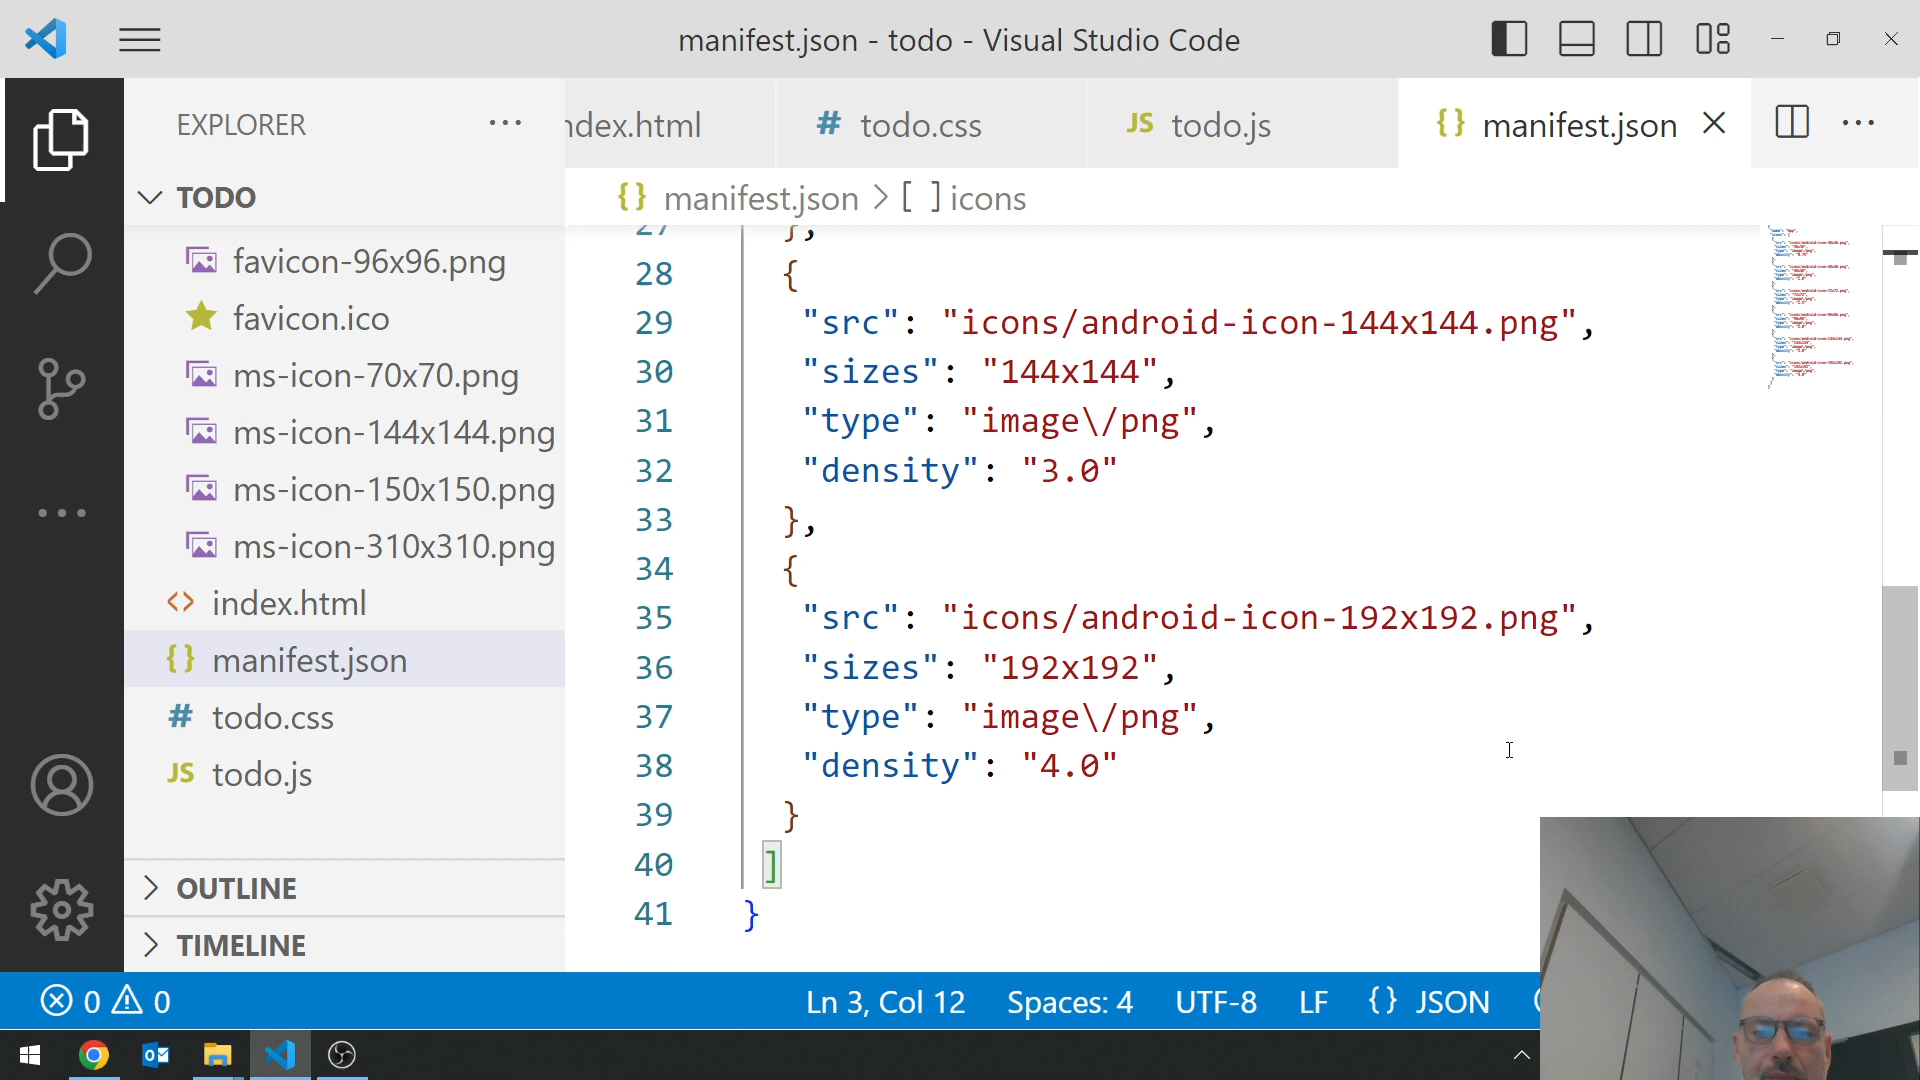 manifest.json - todo - Visual Studio Code
EXPLORER
ndex.html
# todo.css
JS todo.js
{} manifest.json
TODO
{} manifest.json > [ ] icons
favicon-96x96.png
favicon.ico
ms-icon-70x70.png
ms-icon-144x144.png
ms-icon-150x150.png
ms-icon-310x310.png
<> index.html
{} manifest.json
# todo.css
JS todo.js
OUTLINE
TIMELINE
27 },
28 {
29 "src": "icons/android-icon-144x144.png",
30 "sizes": "144x144",
31 "type": "image\/png",
32 "density": "3.0"
33 },
34 {
35 "src": "icons/android-icon-192x192.png",
36 "sizes": "192x192",
37 "type": "image\/png",
38 "density": "4.0"
39 }
40 ]
41 }
0 0
Ln 3, Col 12
Spaces: 4
UTF-8
LF
{} JSON